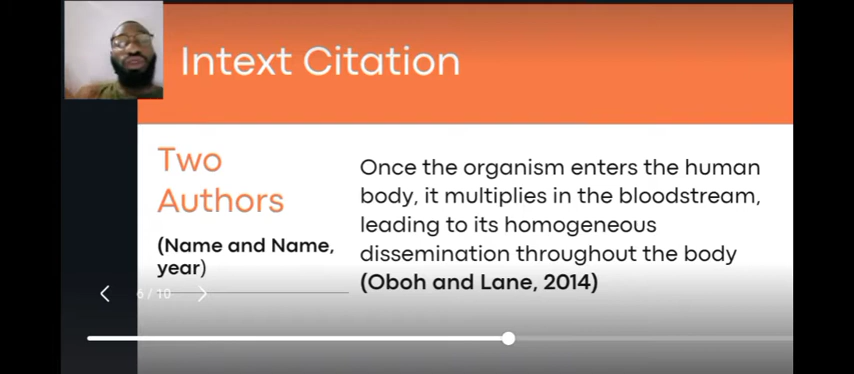 Intext Citation
Two
Authors
(Name and Name,
year)
Once the organism enters the human
body, it multiplies in the bloodstream,
leading to its homogeneous
dissemination throughout the body
(Oboh and Lane, 2014)
6 / 10